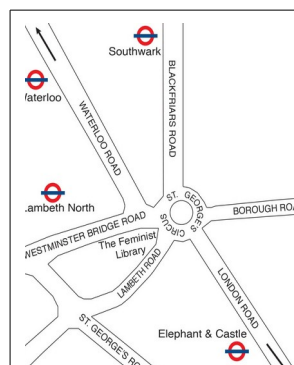 Southwark
Waterloo
WATERLOO ROAD
BLACKFRIARS ROAD
Lambeth North
ST. GEORGE'S CIRCUS
BOROUGH ROAD
WESTMINSTER BRIDGE ROAD
The Feminist
Library
LAMBETH ROAD
LONDON ROAD
ST. GEORGE'S RO
Elephant & Castle